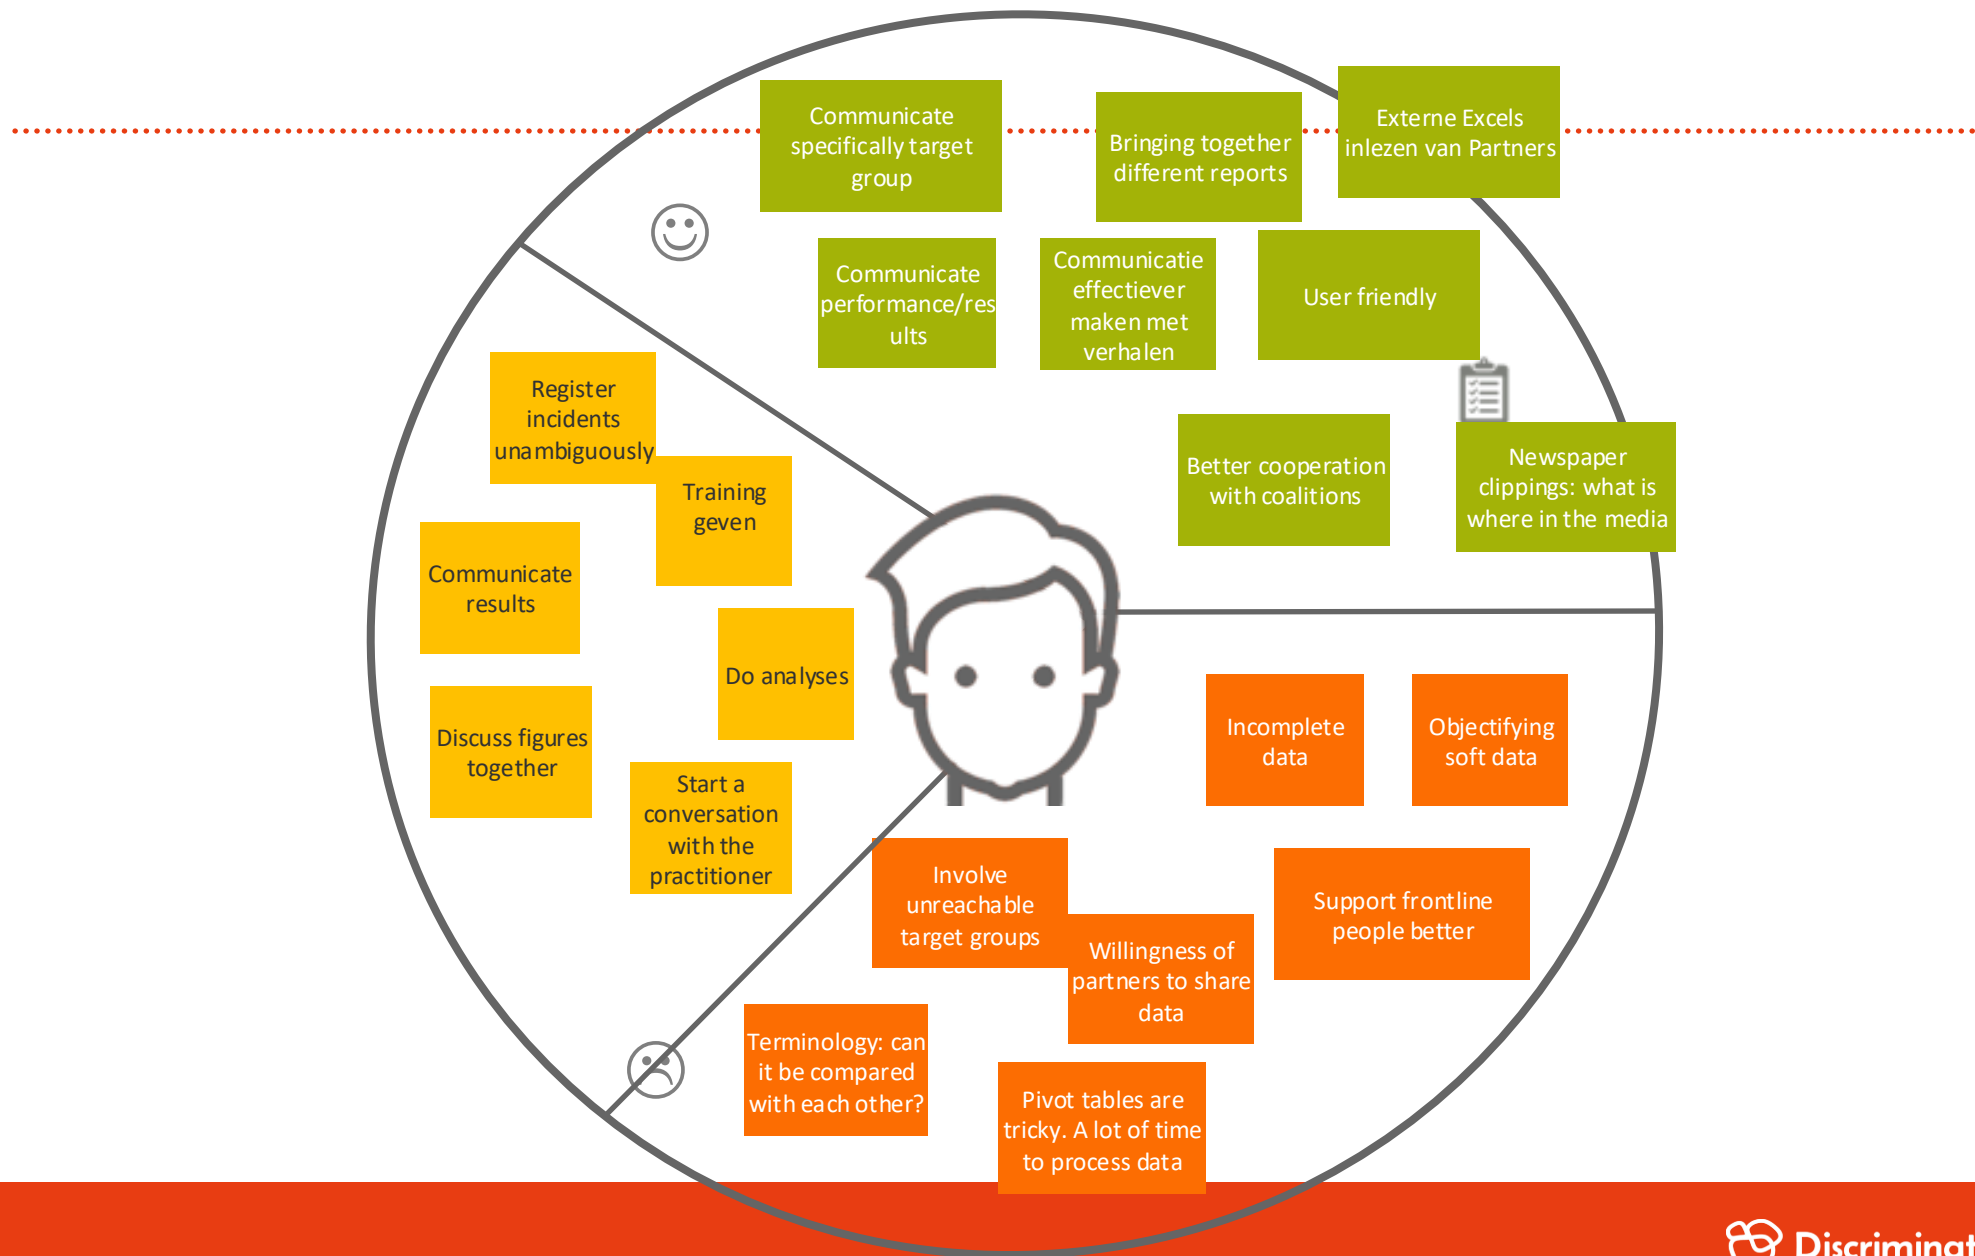 Communicate
specifically target
group
Bringing together
different reports
Externe Excels
inlezen van Partners
Communicate
performance/res
ults
Communicatie
effectiever
maken met
verhalen
User friendly
Better cooperation
with coalitions
Newspaper
clippings: what is
where in the media
Register
incidents
unambiguously
Training
geven
Communicate
results
Do analyses
Discuss figures
together
Start a
conversation
with the
practitioner
Incomplete
data
Objectifying
soft data
Involve
unreachable
target groups
Willingness of
partners to share
data
Support frontline
people better
Terminology: can
it be compared
with each other?
Pivot tables are
tricky. A lot of time
to process data
Discriminat